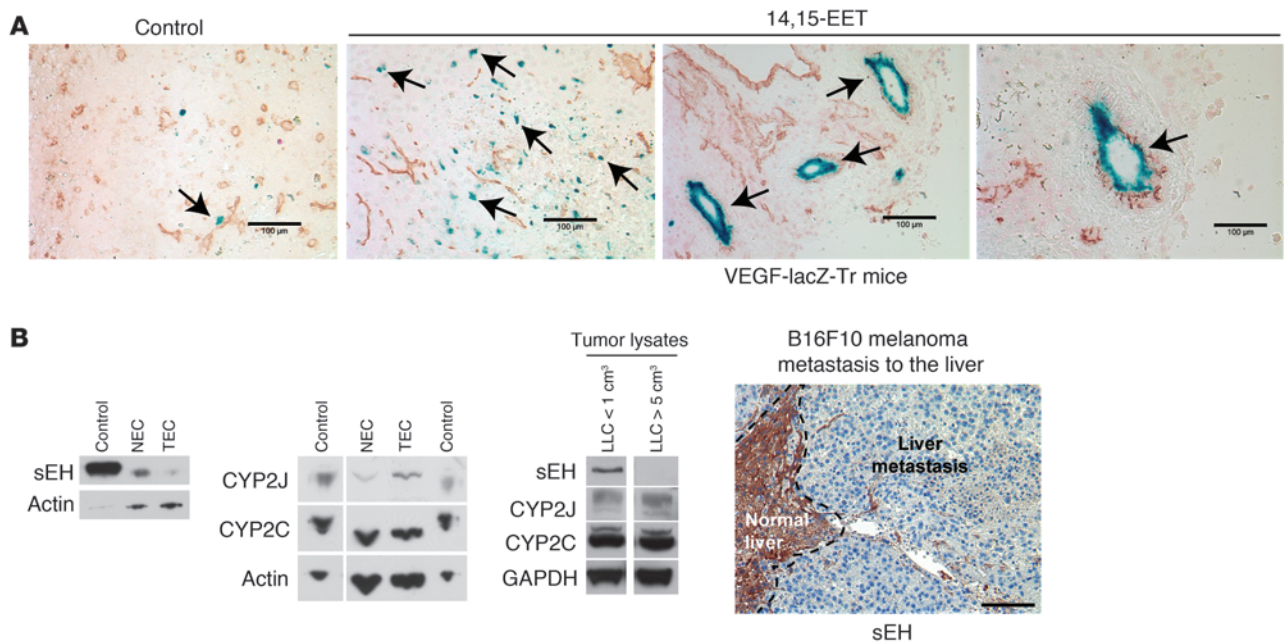 A
Control
14,15-EET
100 µm
100 µm
100 µm
100 µm
VEGF-lacZ-Tr mice
B
Control
NEC
TEC
sEH
Actin
Control
NEC
TEC
Control
CYP2J
CYP2C
Actin
Tumor lysates
LLC < 1 cm³
LLC > 5 cm³
sEH
CYP2J
CYP2C
GAPDH
B16F10 melanoma
metastasis to the liver
Liver
metastasis
Normal
liver
sEH